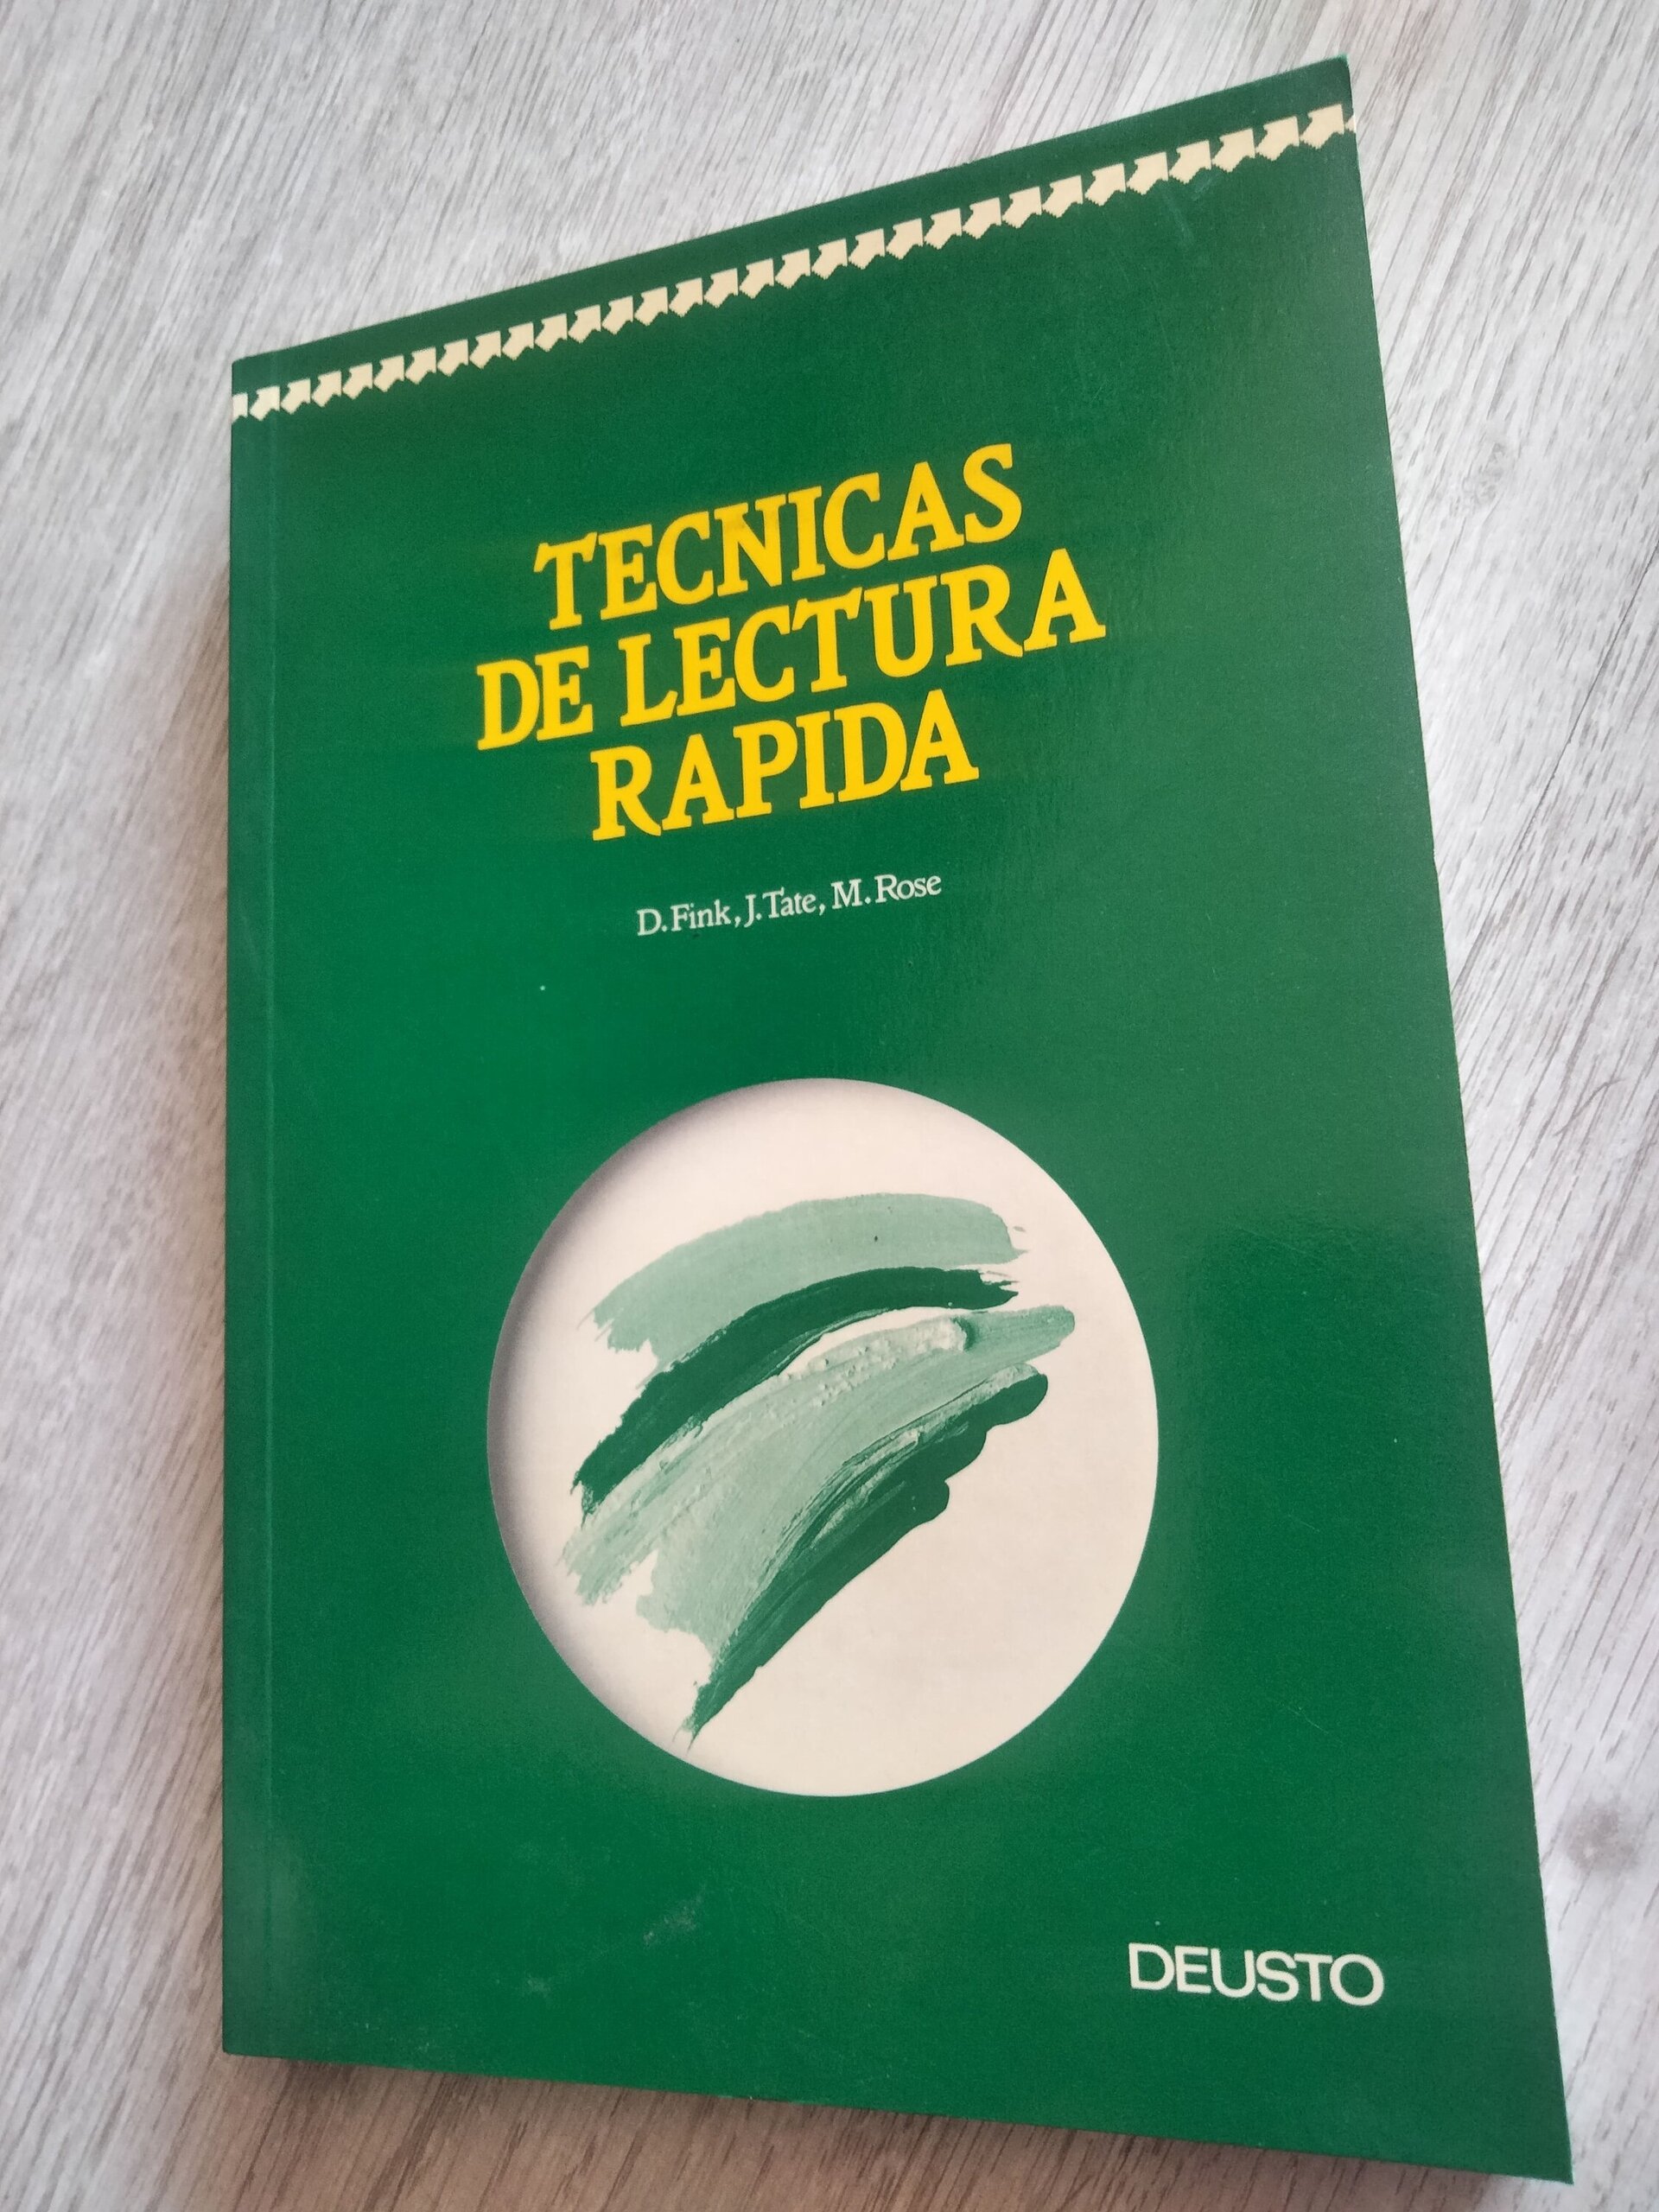 TECNICAS
DE LECTURA
RAPIDA
D. Fink, J. Tate, M. Rose
DEUSTO